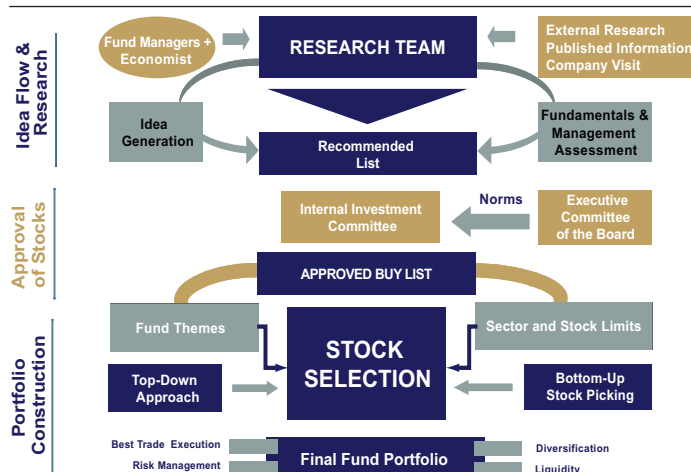 Idea Flow &
Research
Fund Managers +
Economist
RESEARCH TEAM
External Research
Published Information
Company Visit
Idea
Generation
Recommended
List
Fundamentals &
Management
Assessment
Approval
of Stocks
Internal Investment
Committee
Norms
Executive
Committee
of the Board
APPROVED BUY LIST
Portfolio
Construction
Fund Themes
STOCK
SELECTION
Sector and Stock Limits
Top-Down
Approach
Bottom-Up
Stock Picking
Best Trade Execution
Risk Management
Final Fund Portfolio
Diversification
Liquidity